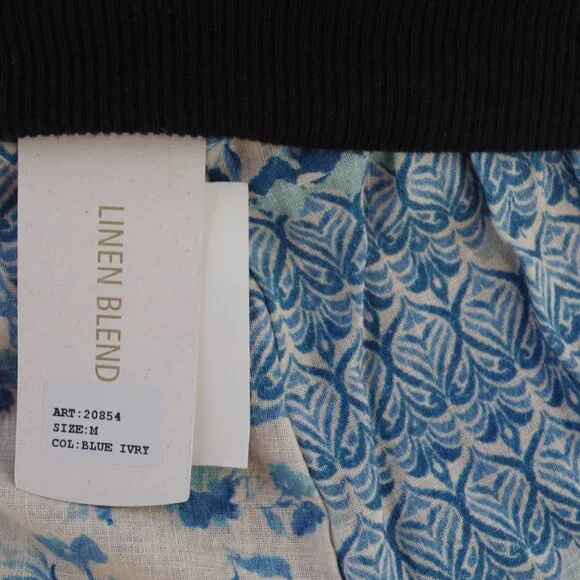 LINEN BLEND
ART:20854
SIZE:M
COL:BLUE IVRY